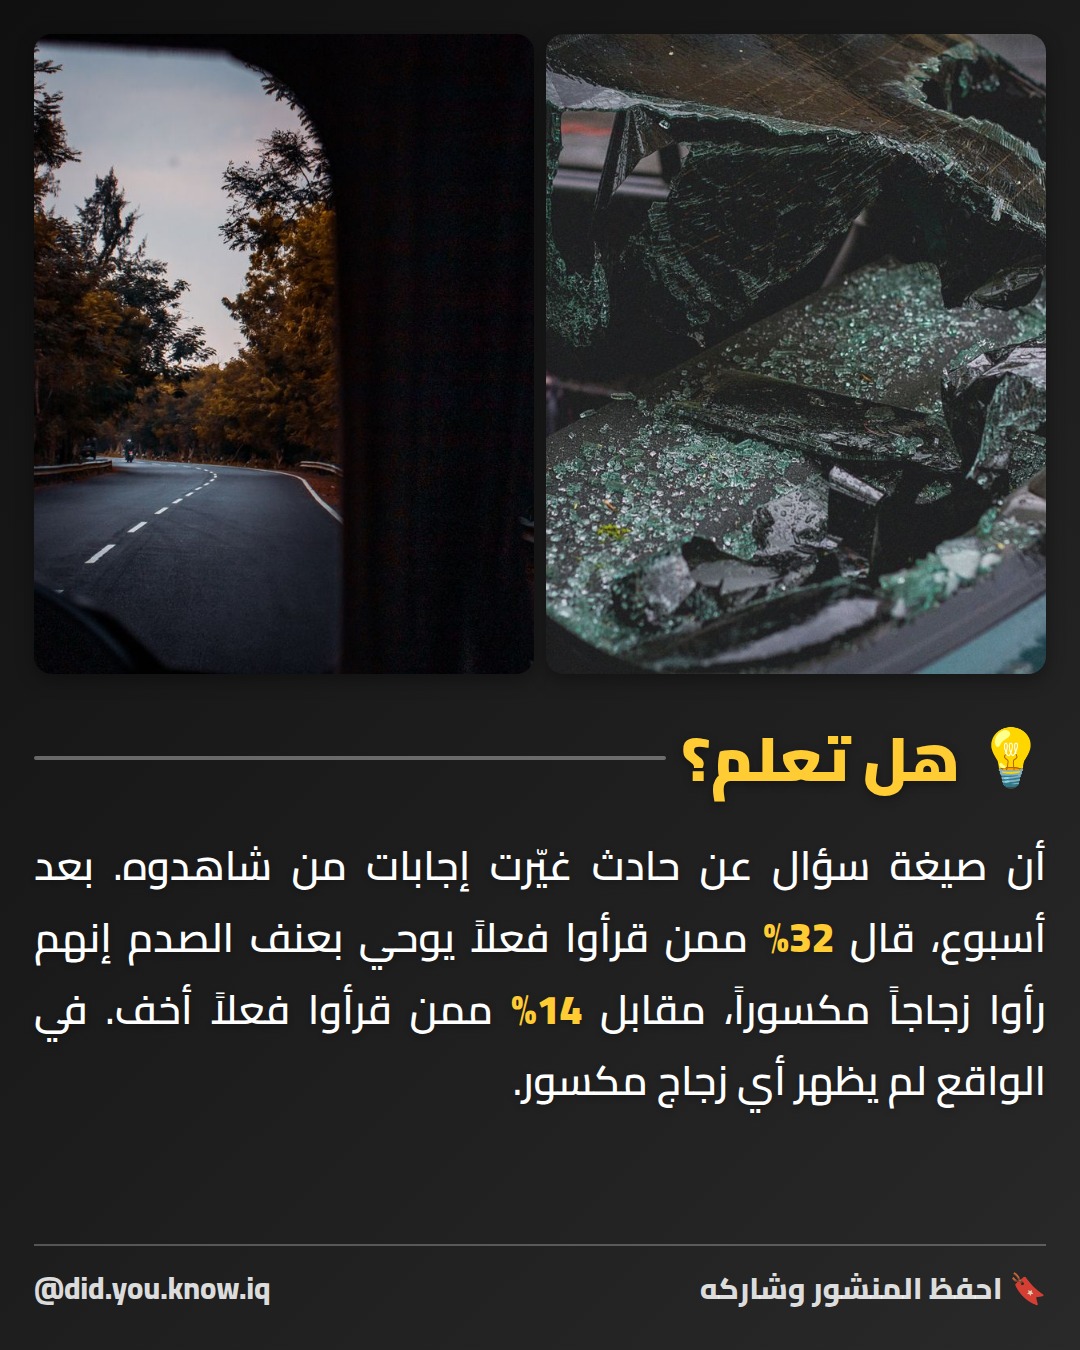 💡 هل تعلم؟
أن صيغة سؤال عن حادث غيّرت إجابات من شاهدوه. بعد
أسبوع، قال 32% ممن قرأوا فعلاً يوحي بعنف الصدم إنهم
رأوا زجاجاً مكسوراً، مقابل 14% ممن قرأوا فعلاً أخف. في
الواقع لم يظهر أي زجاج مكسور.
🔖 احفظ المنشور وشاركه
@did.you.know.iq